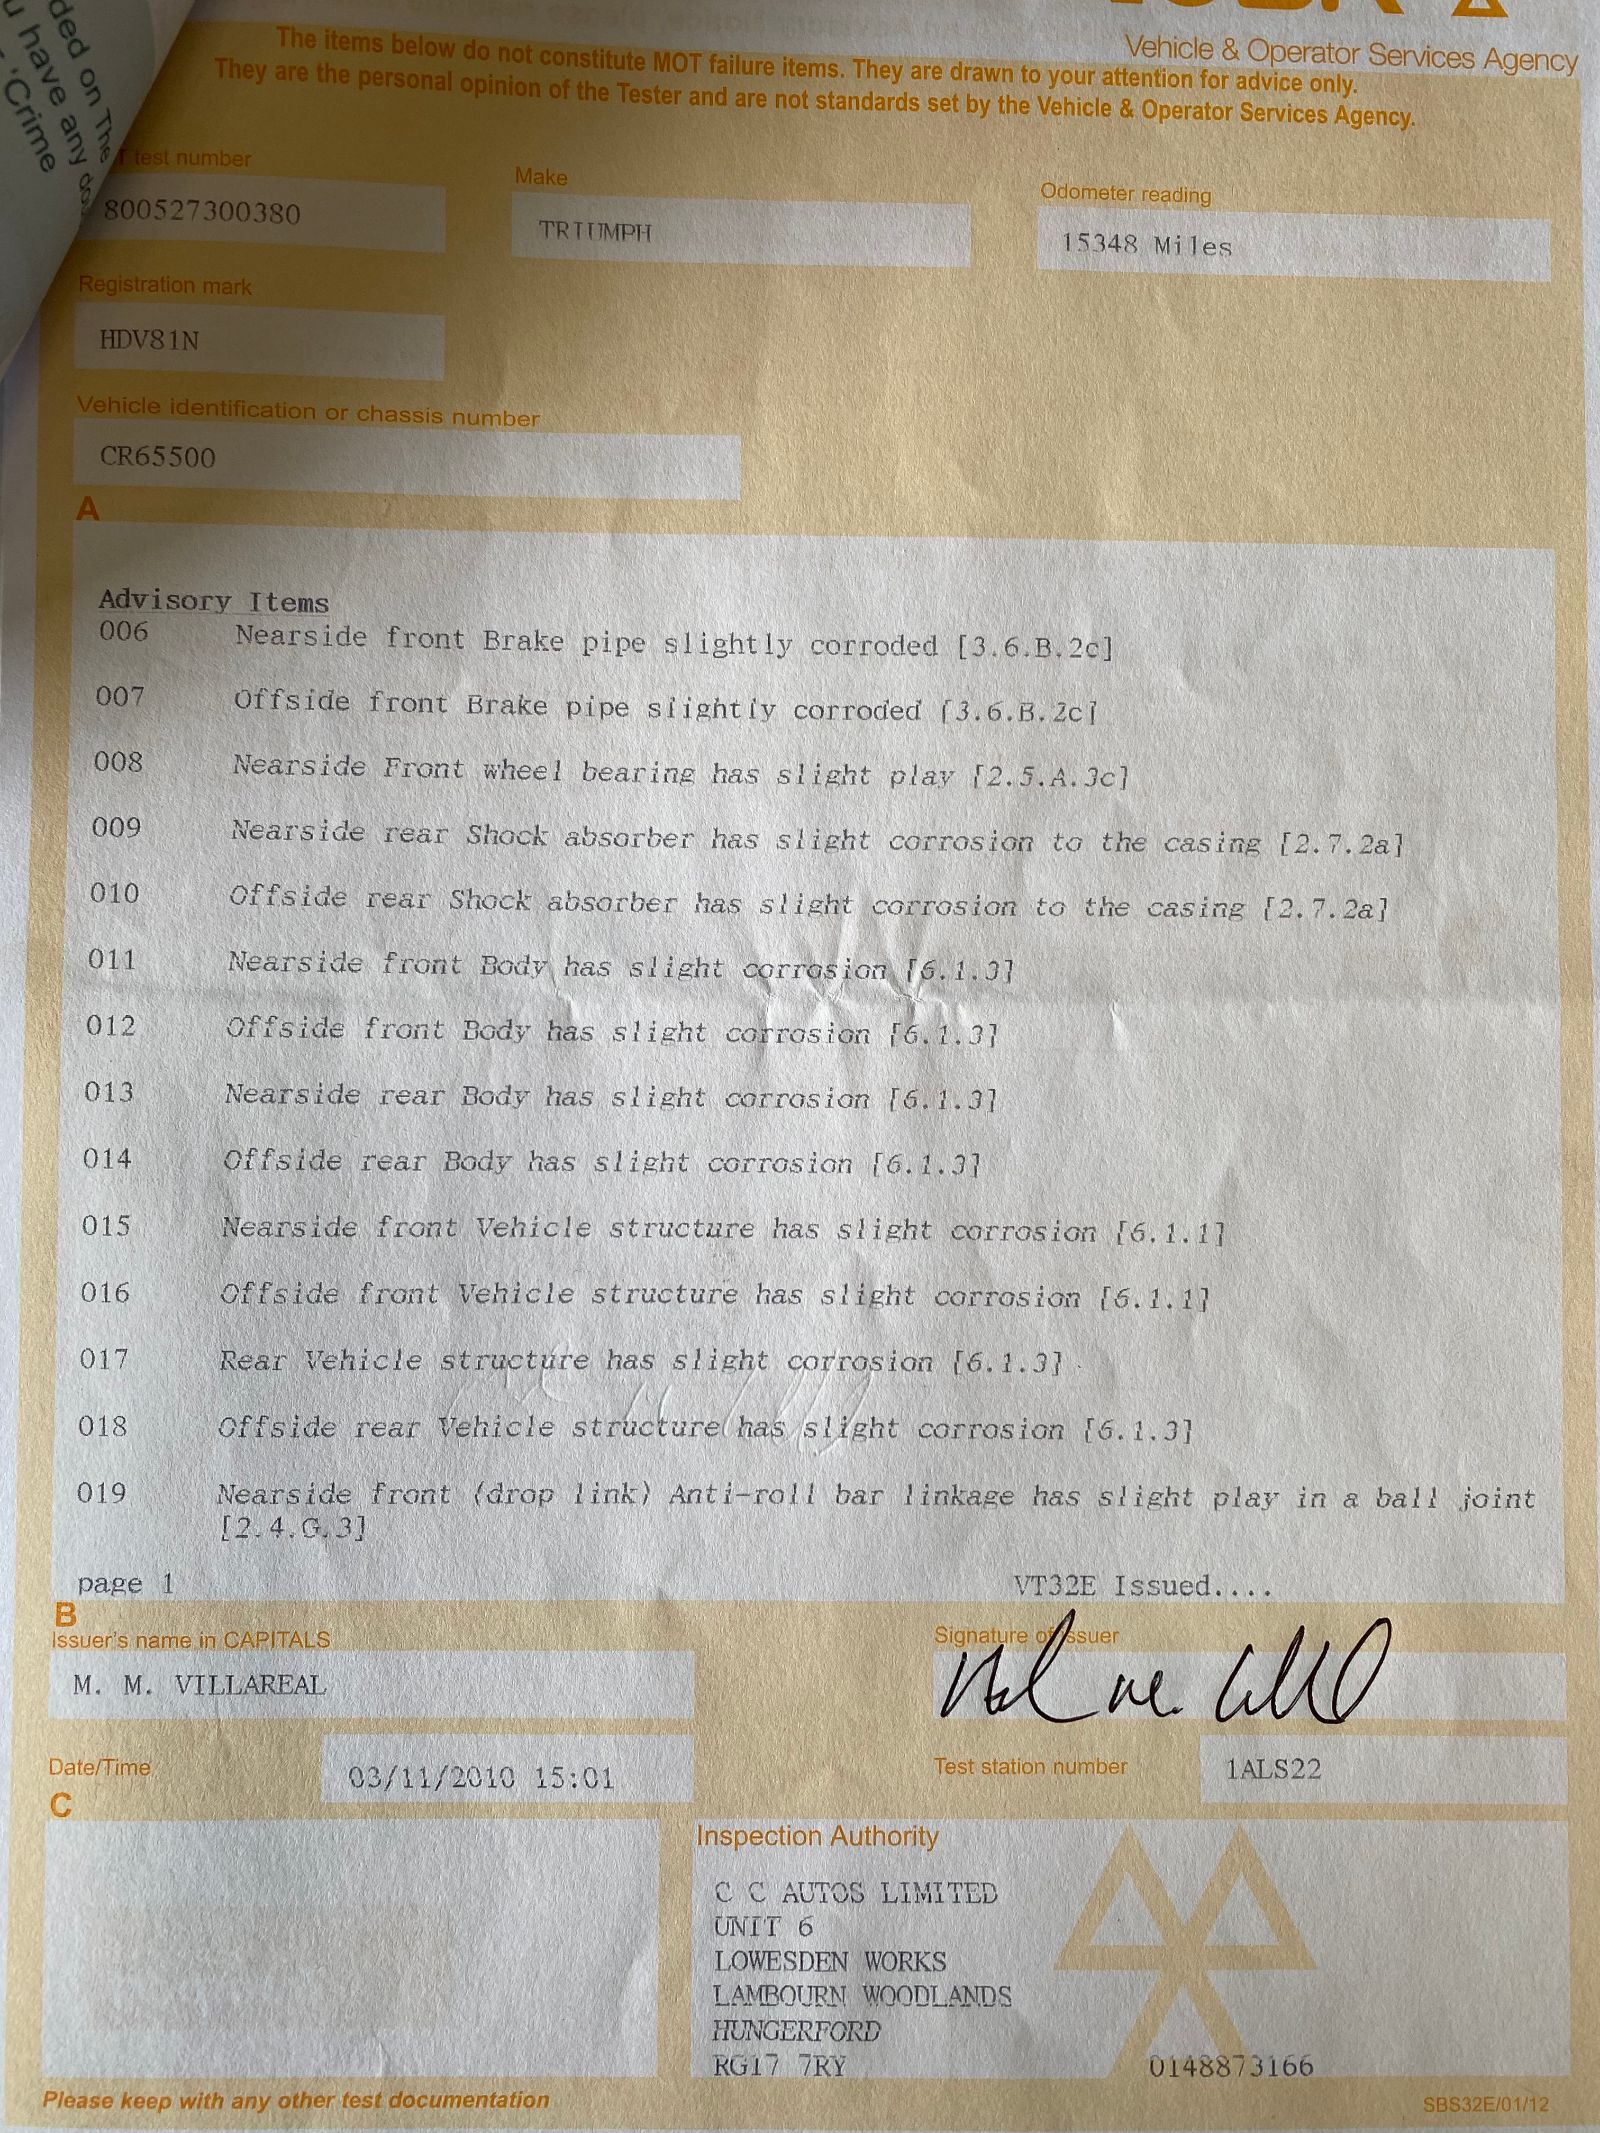 ded on The
u have any do
'Crime
Vehicle & Operator Services Agency
The items below do not constitute MOT failure items. They are drawn to your attention for advice only.
They are the personal opinion of the Tester and are not standards set by the Vehicle & Operator Services Agency.
T test number
Make
Odometer reading
800527300380
TRIUMPH
15348 Miles
Registration mark
HDV81N
Vehicle identification or chassis number
CR65500
A
Advisory Items
006 Nearside front Brake pipe slightly corroded [3.6.B.2c]
007 Offside front Brake pipe slightly corroded [3.6.B.2c]
008 Nearside Front wheel bearing has slight play [2.5.A.3c]
009 Nearside rear Shock absorber has slight corrosion to the casing [2.7.2a]
010 Offside rear Shock absorber has slight corrosion to the casing [2.7.2a]
011 Nearside front Body has slight corrosion [6.1.3]
012 Offside front Body has slight corrosion [6.1.3]
013 Nearside rear Body has slight corrosion [6.1.3]
014 Offside rear Body has slight corrosion [6.1.3]
015 Nearside front Vehicle structure has slight corrosion [6.1.1]
016 Offside front Vehicle structure has slight corrosion [6.1.1]
017 Rear Vehicle structure has slight corrosion [6.1.3]
018 Offside rear Vehicle structure has slight corrosion [6.1.3]
019 Nearside front (drop link) Anti-roll bar linkage has slight play in a ball joint
[2.4.G.3]
page 1 VT32E Issued....
B
Issuer's name in CAPITALS
Signature of issuer
M. M. VILLAREAL
Date/Time
03/11/2010 15:01
Test station number
1ALS22
C
Inspection Authority
C C AUTOS LIMITED
UNIT 6
LOWESDEN WORKS
LAMBOURN WOODLANDS
HUNGERFORD
RG17 7RY 0148873166
Please keep with any other test documentation
SBS32E/01/12